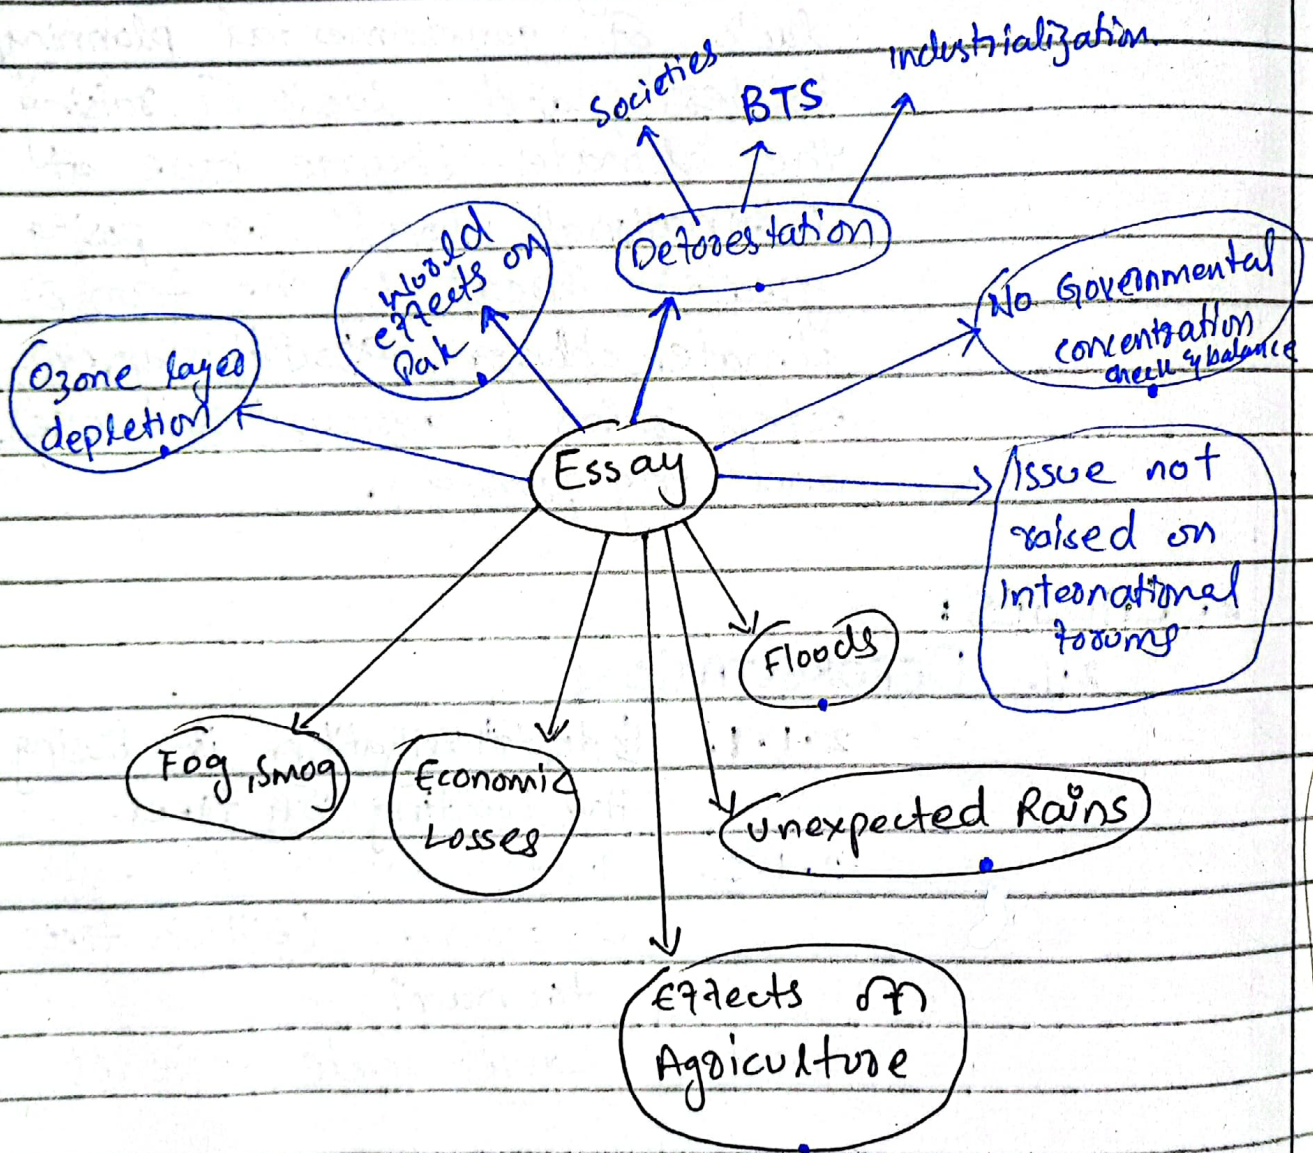 Societies
BTS
industrialization.
Deforestation
World
effects on
Pak
No Governmental
concentration
check & balance
Ozone layer
depletion
Essay
Issue not
raised on
International
forums
Floods
Fog, Smog
Economic
Losses
Unexpected Rains
Effects on
Agriculture